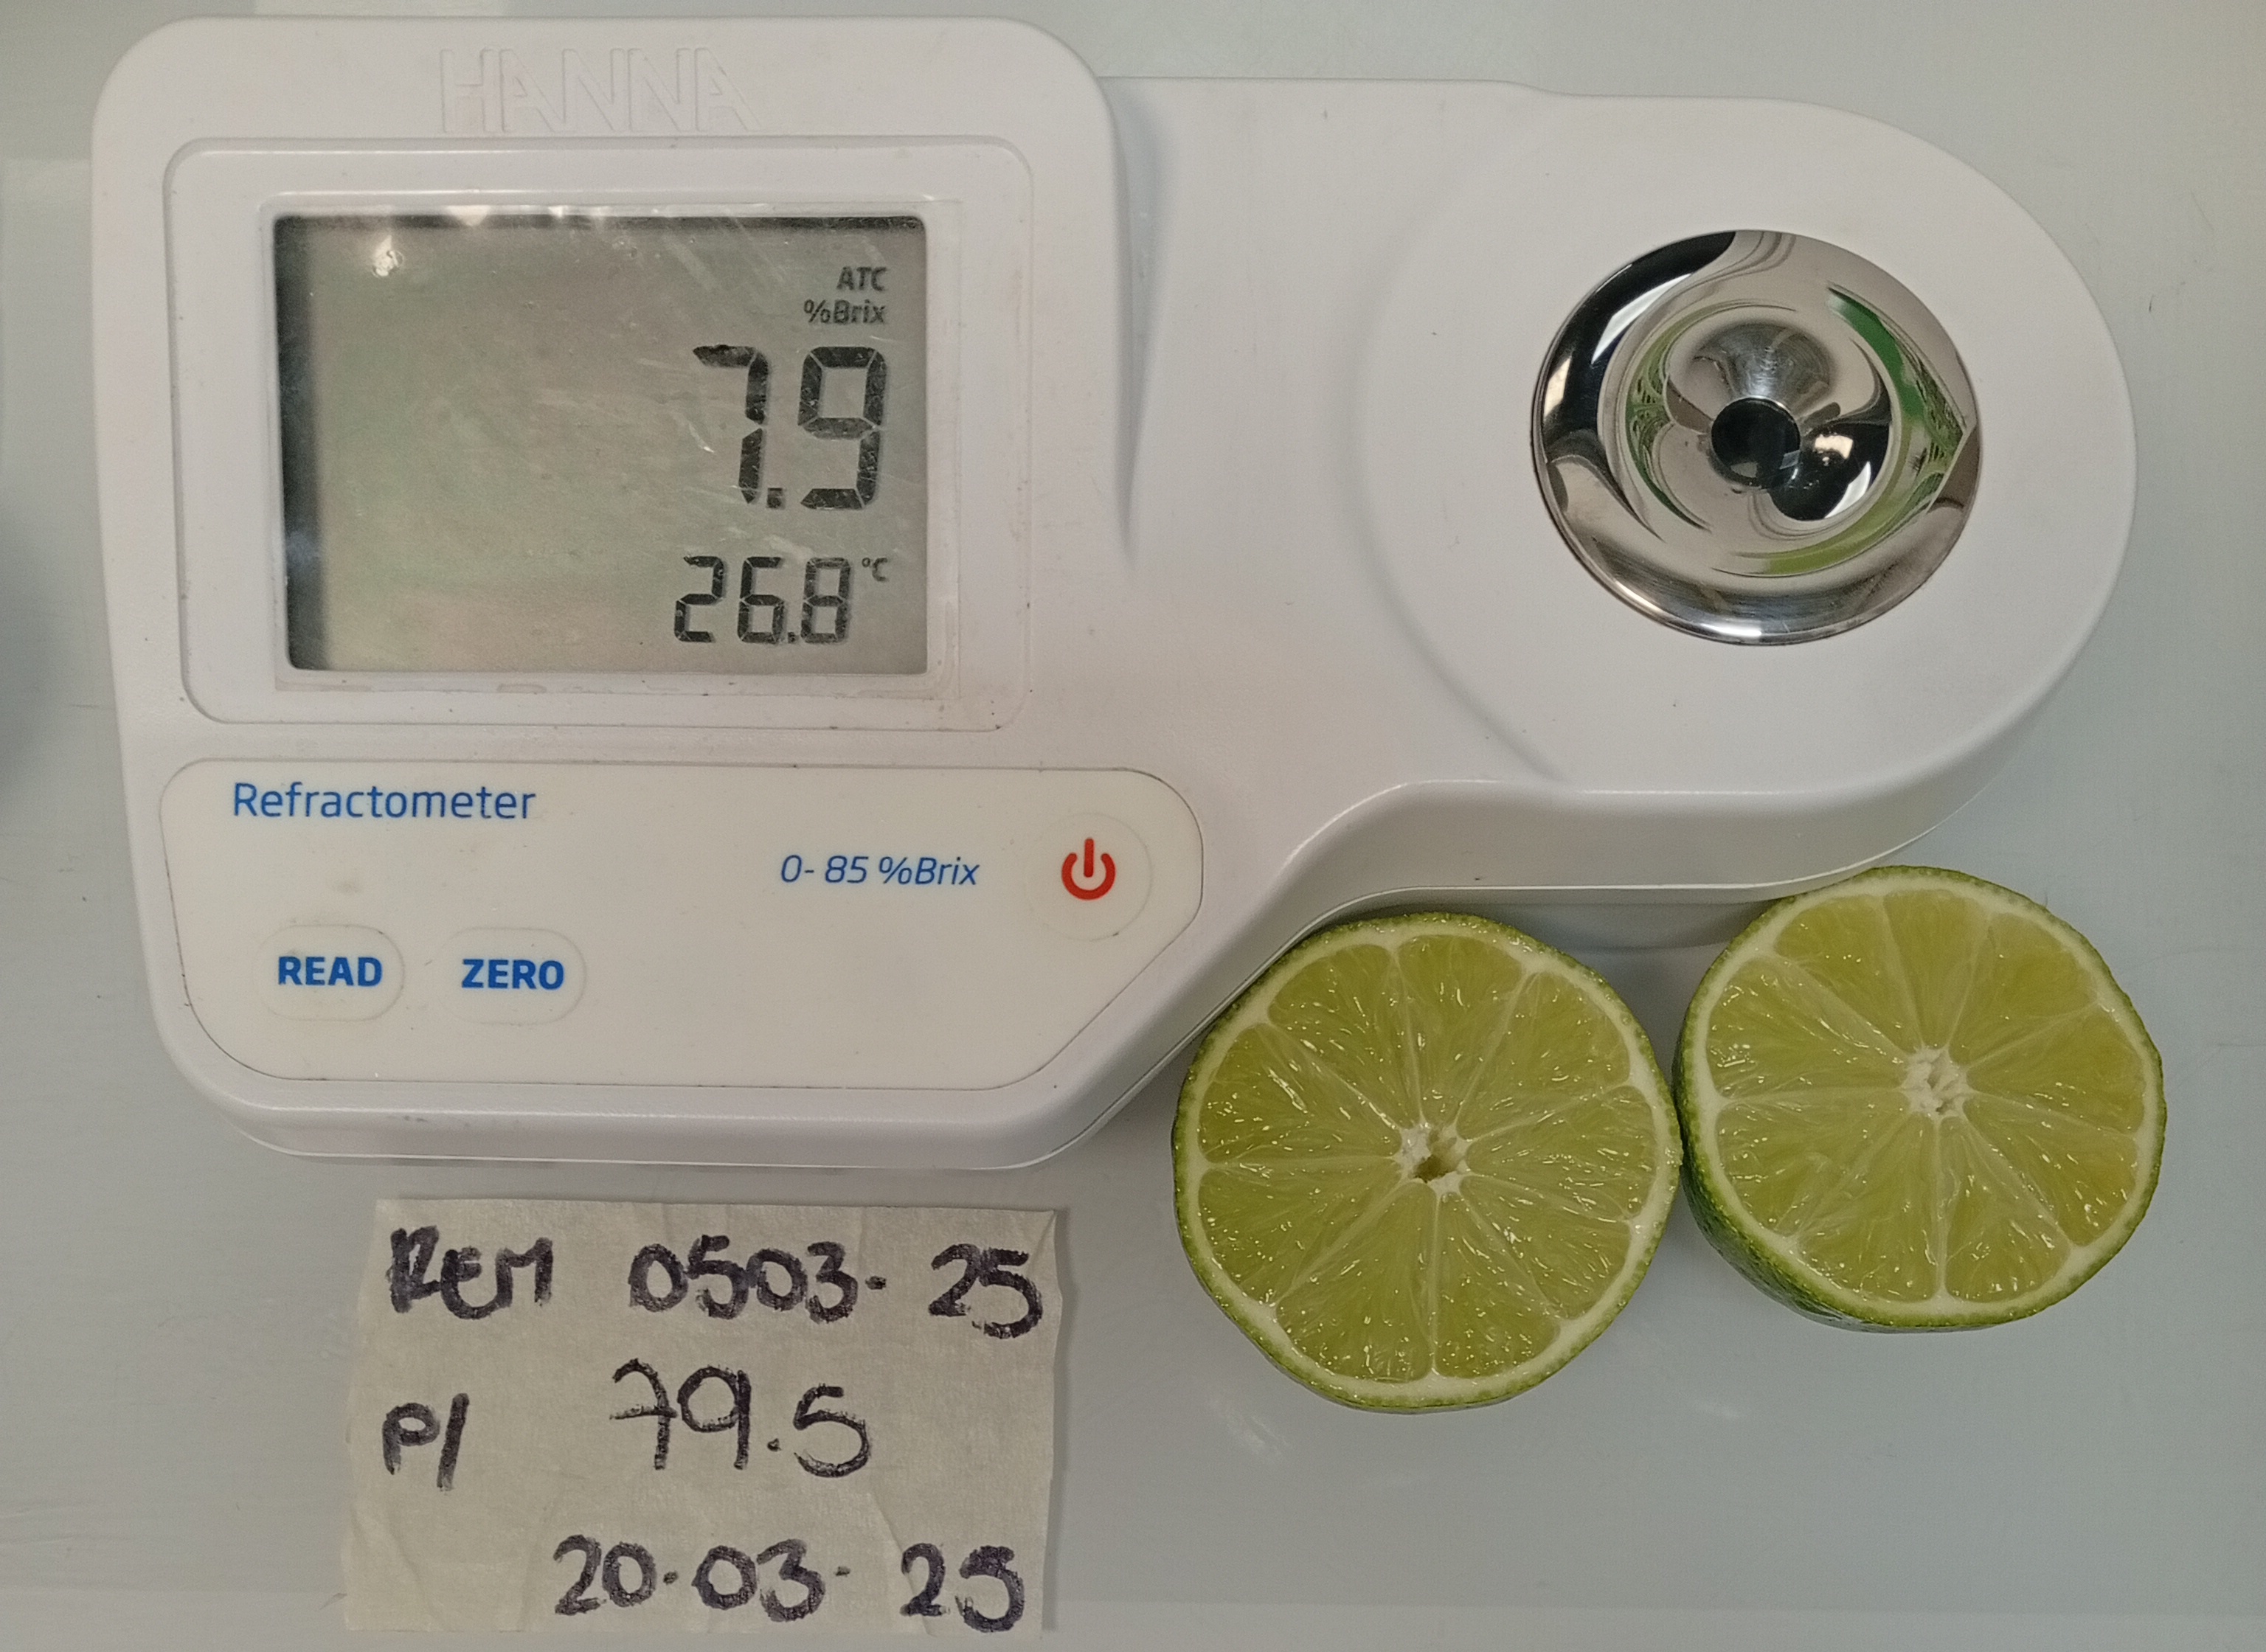 HANNA
ATC
%Brix
7.9
26.8 °C
Refractometer
0- 85 %Brix
READ ZERO
REM 0503- 25
P/ 79.5
20-03- 25